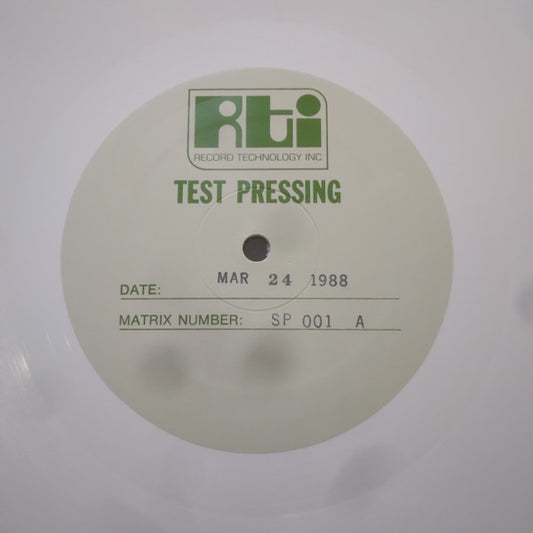 Rti
RECORD TECHNOLOGY INC.
TEST PRESSING
DATE: MAR 24 1988
MATRIX NUMBER: SP 001 A